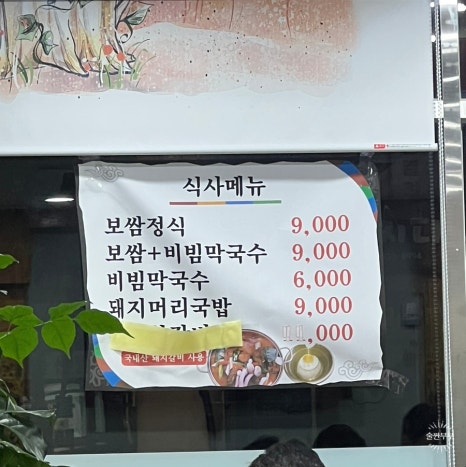 식사메뉴
보쌈정식 9,000
보쌈+비빔막국수 9,000
비빔막국수 6,000
돼지머리국밥 9,000
11,000
국내산 돼지갈비 사용